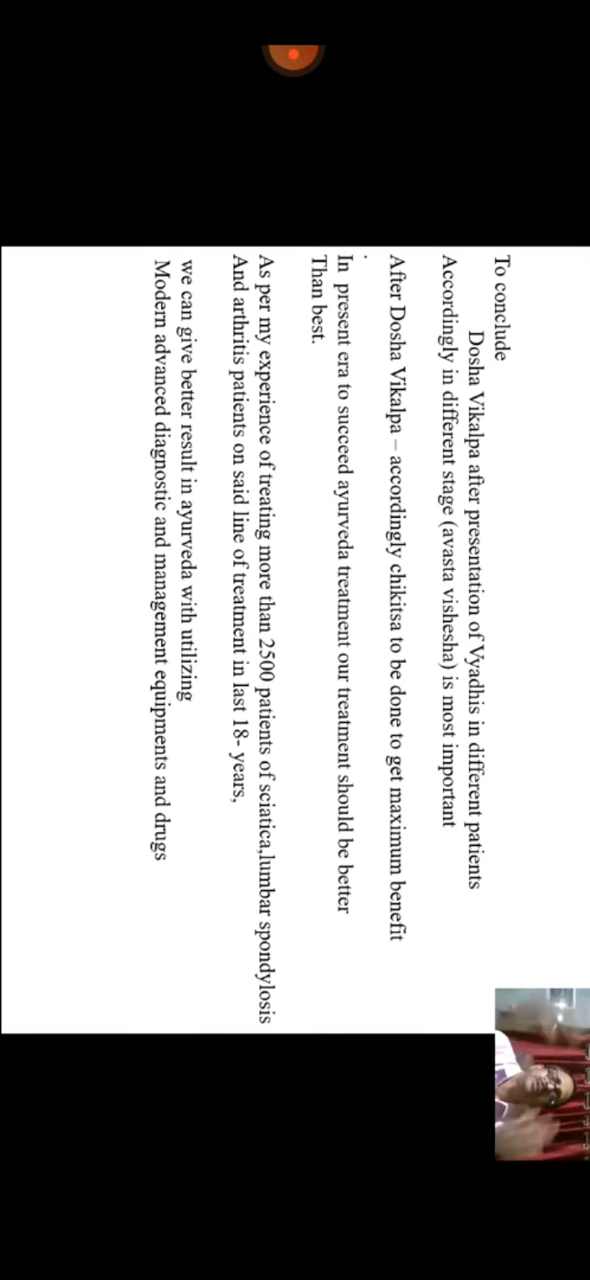 To conclude
Dosha Vikalpa after presentation of Vyadhis in different patients
Accordingly in different stage (avasta vishesha) is most important
After Dosha Vikalpa – accordingly chikitsa to be done to get maximum benefit
.
In present era to succeed ayurveda treatment our treatment should be better
Than best.
As per my experience of treating more than 2500 patients of sciatica,lumbar spondylosis
And arthritis patients on said line of treatment in last 18- years,
we can give better result in ayurveda with utilizing
Modern advanced diagnostic and management equipments and drugs